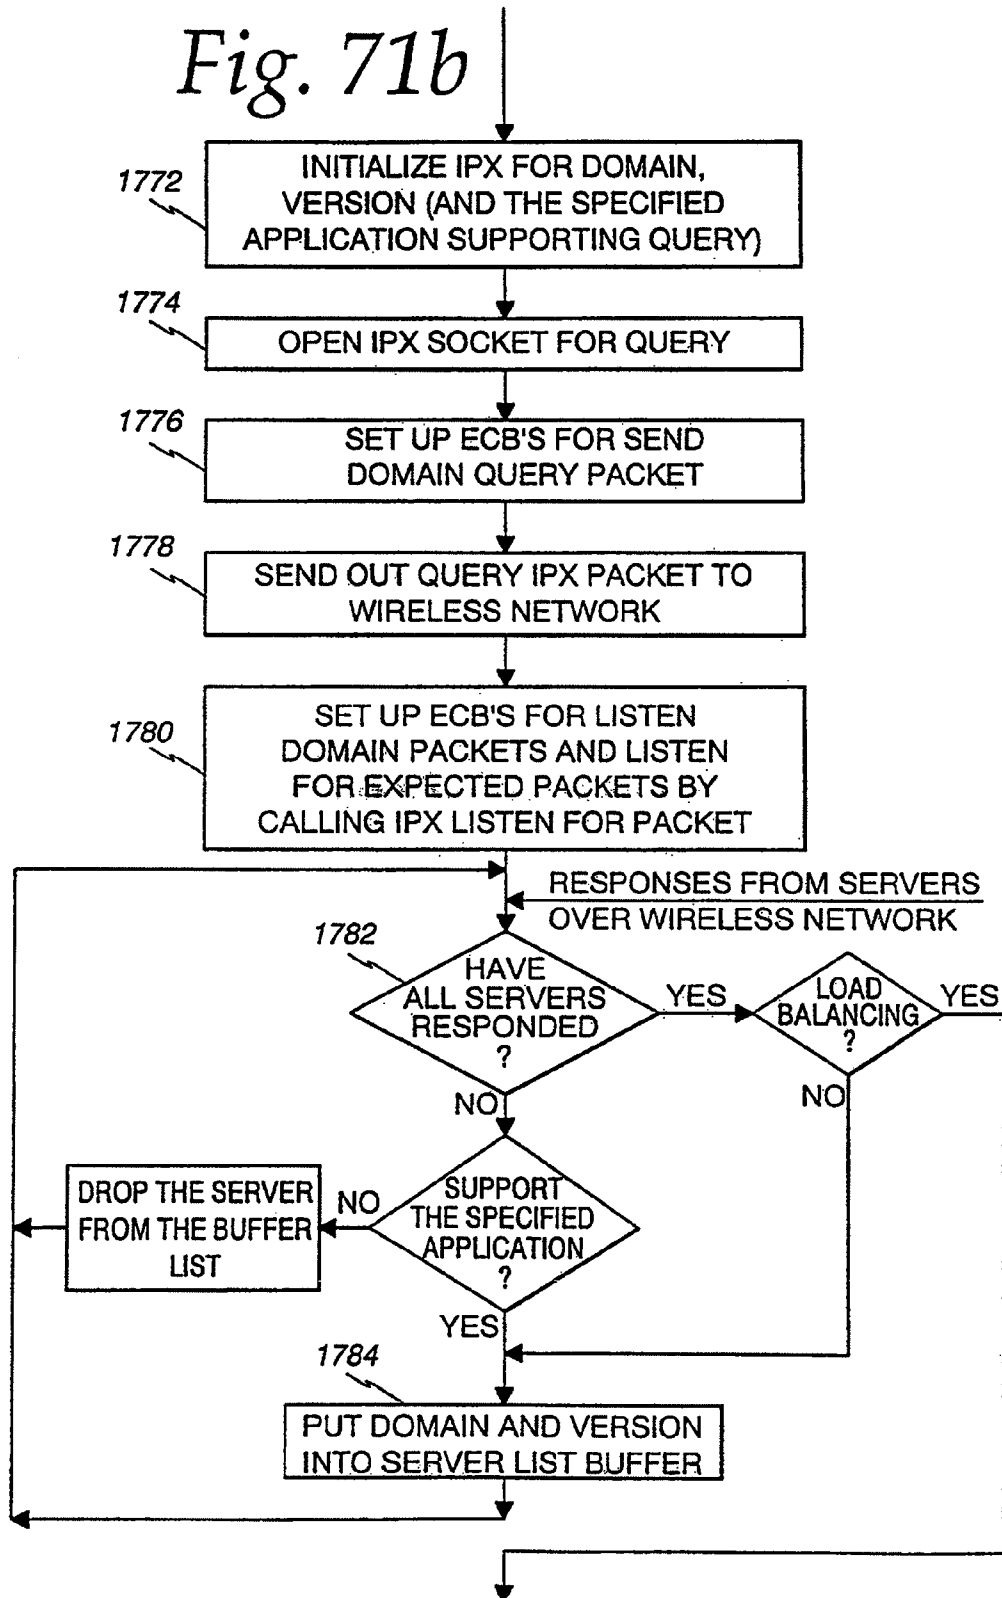 Fig. 71b
1772
INITIALIZE IPX FOR DOMAIN,
VERSION (AND THE SPECIFIED
APPLICATION SUPPORTING QUERY)
1774
OPEN IPX SOCKET FOR QUERY
1776
SET UP ECB'S FOR SEND
DOMAIN QUERY PACKET
1778
SEND OUT QUERY IPX PACKET TO
WIRELESS NETWORK
1780
SET UP ECB'S FOR LISTEN
DOMAIN PACKETS AND LISTEN
FOR EXPECTED PACKETS BY
CALLING IPX LISTEN FOR PACKET
RESPONSES FROM SERVERS
OVER WIRELESS NETWORK
1782
HAVE
ALL SERVERS
RESPONDED
?
YES
LOAD
BALANCING
?
YES
NO
NO
SUPPORT
THE SPECIFIED
APPLICATION
?
NO
DROP THE SERVER
FROM THE BUFFER
LIST
YES
1784
PUT DOMAIN AND VERSION
INTO SERVER LIST BUFFER